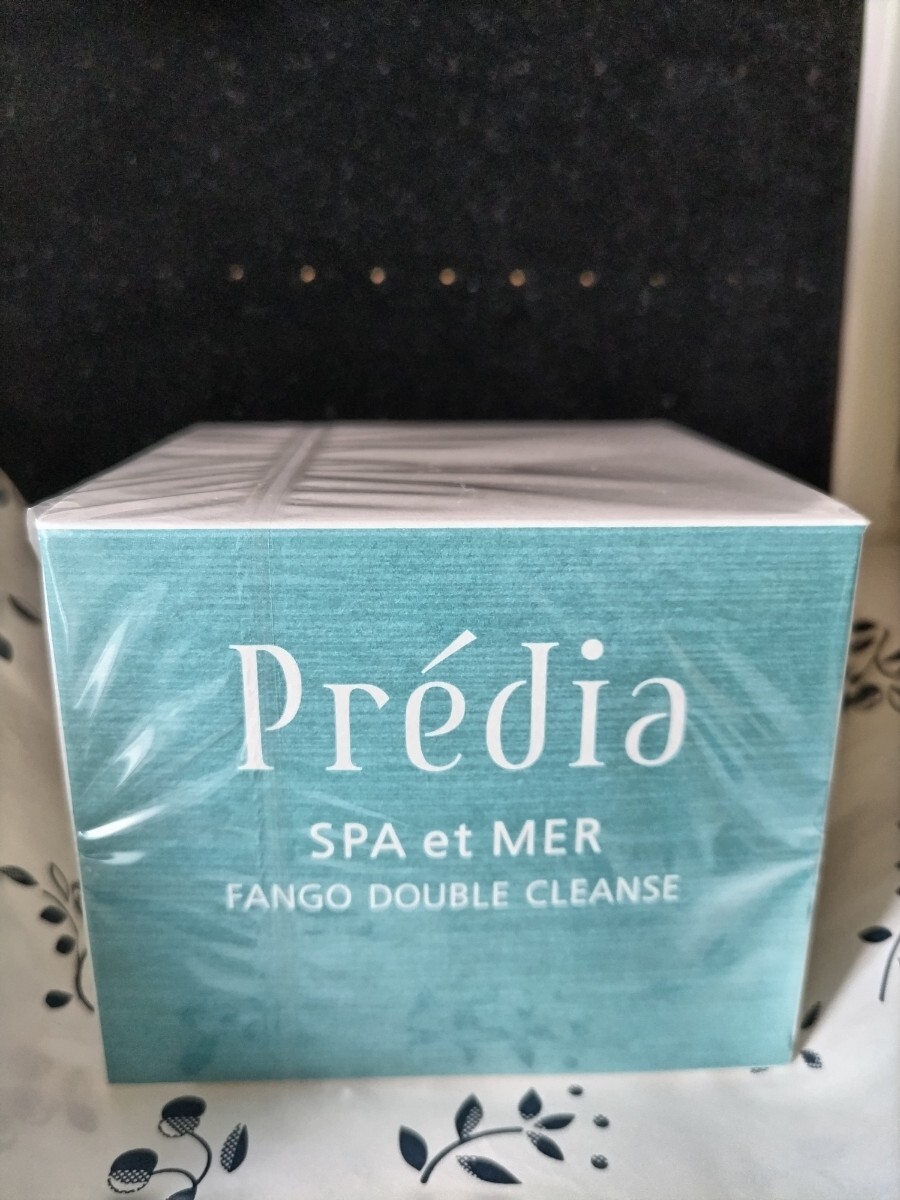 Prédia
SPA et MER
FANGO DOUBLE CLEANSE